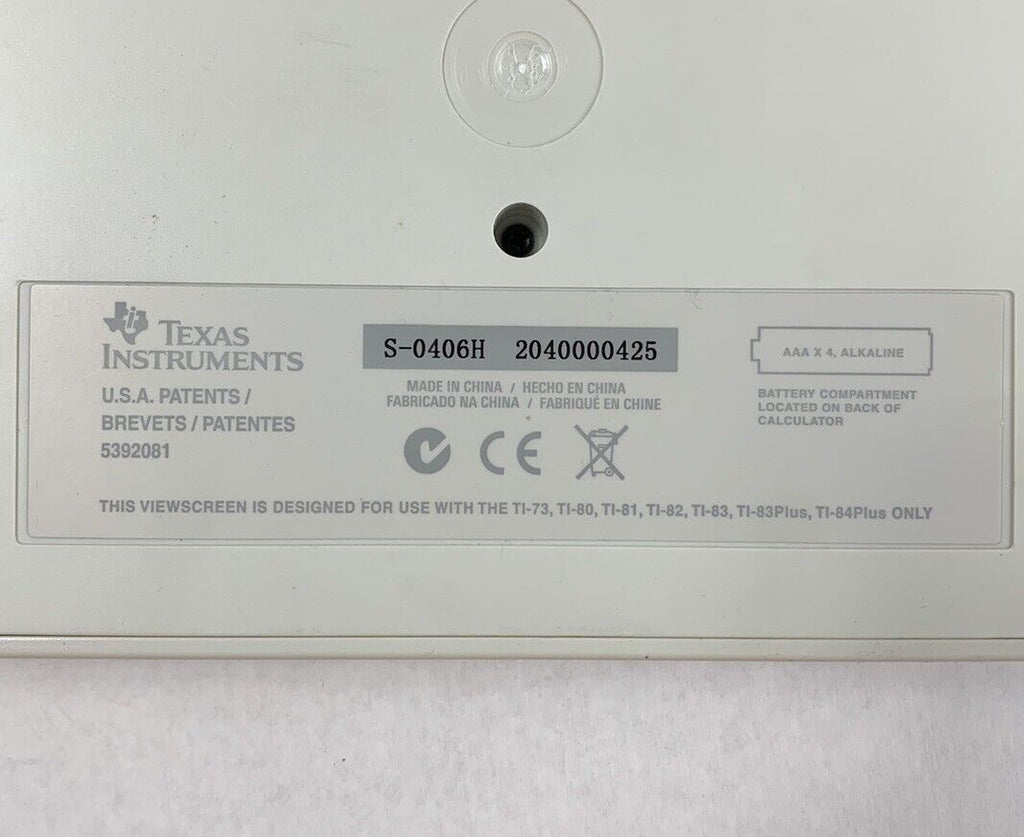 TEXAS
INSTRUMENTS
U.S.A. PATENTS /
BREVETS / PATENTES
5392081
S-0406H 2040000425
MADE IN CHINA / HECHO EN CHINA
FABRICADO NA CHINA / FABRIQUÉ EN CHINE
CE
AAA X 4, ALKALINE
BATTERY COMPARTMENT
LOCATED ON BACK OF
CALCULATOR
THIS VIEWSCREEN IS DESIGNED FOR USE WITH THE TI-73, TI-80, TI-81, TI-82, TI-83, TI-83Plus, TI-84Plus ONLY